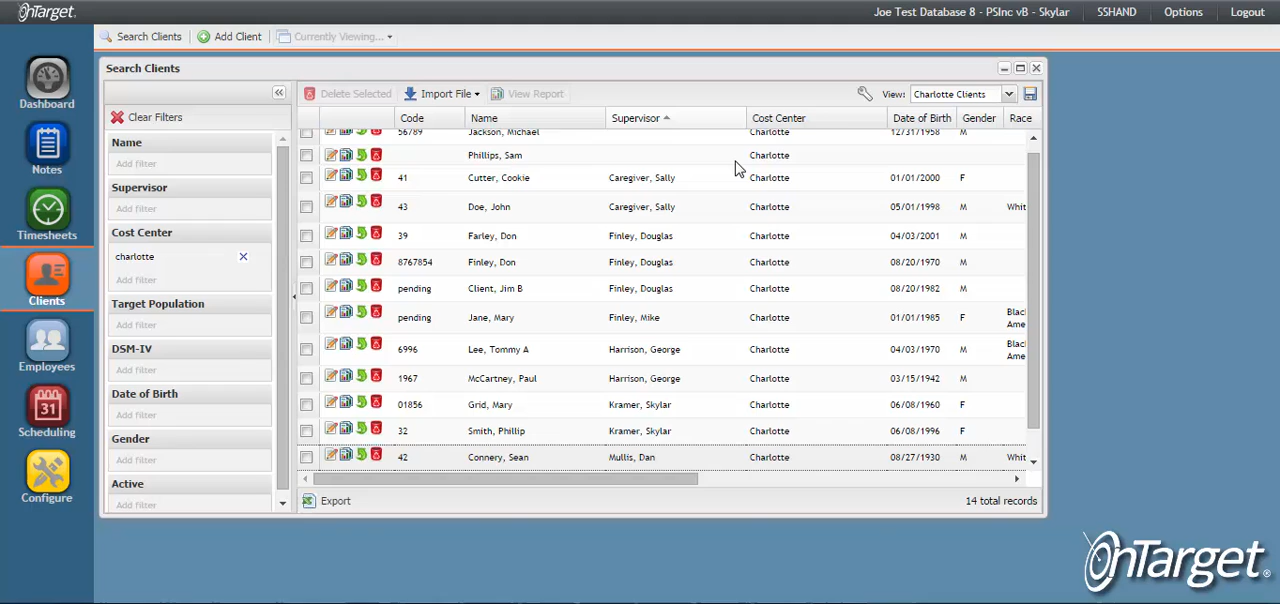 OnTarget. Joe Test Database 8 - PSInc vB - Skylar SSHAND Options Logout
Search Clients Add Client Currently Viewing...
Dashboard
Notes
Timesheets
Clients
Employees
31
Scheduling
Configure
Search Clients
Clear Filters
Name
Add filter
Supervisor
Add filter
Cost Center
charlotte
Add filter
Target Population
Add filter
DSM-IV
Add filter
Date of Birth
Add filter
Gender
Add filter
Active
Add filter
Delete Selected Import File View Report View: Charlotte Clients
Code Name Supervisor Cost Center Date of Birth Gender Race
56789 Jackson, Michael Charlotte 12/31/1958 M
Phillips, Sam Charlotte
41 Cutter, Cookie Caregiver, Sally Charlotte 01/01/2000 F
43 Doe, John Caregiver, Sally Charlotte 05/01/1998 M Whit
39 Farley, Don Finley, Douglas Charlotte 04/03/2001 M
8767854 Finley, Don Finley, Douglas Charlotte 08/20/1970 M
pending Client, Jim B Finley, Douglas Charlotte 08/20/1982 M
pending Jane, Mary Finley, Mike Charlotte 01/01/1985 F Blac
Ame
6996 Lee, Tommy A Harrison, George Charlotte 04/03/1970 M Blac
Ame
1967 McCartney, Paul Harrison, George Charlotte 03/15/1942 M
01856 Grid, Mary Kramer, Skylar Charlotte 06/08/1960 F
32 Smith, Phillip Kramer, Skylar Charlotte 06/08/1996 F
42 Connery, Sean Mullis, Dan Charlotte 08/27/1930 M Whit
Export 14 total records
OnTarget®